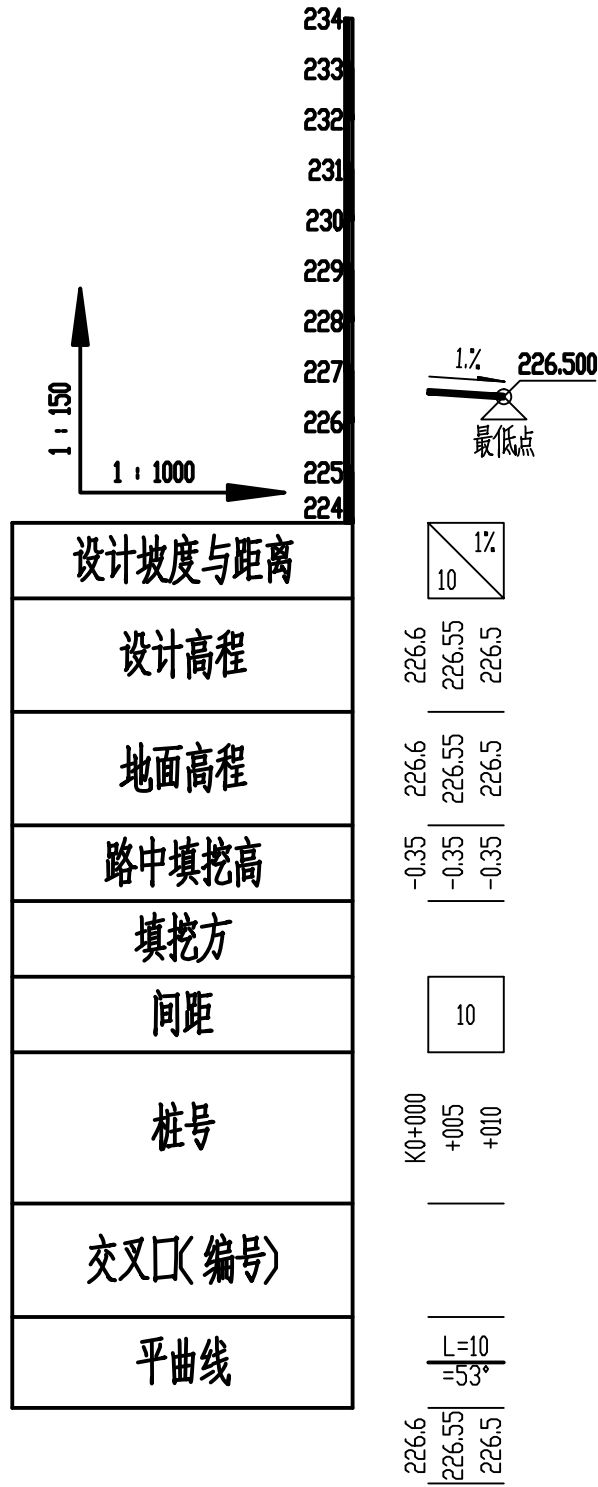 234
233
232
231
230
229
228
227
226
225
224
1 : 150
1 : 1000
1.%
226.500
最低点
设计坡度与距离
1%
10
设计高程
226.6
226.55
226.5
地面高程
226.6
226.55
226.5
路中填挖高
-0.35
-0.35
-0.35
填挖方
间距
10
桩号
K0+000
+005
+010
交叉口(编号)
平曲线
L=10
=53°
226.6
226.55
226.5